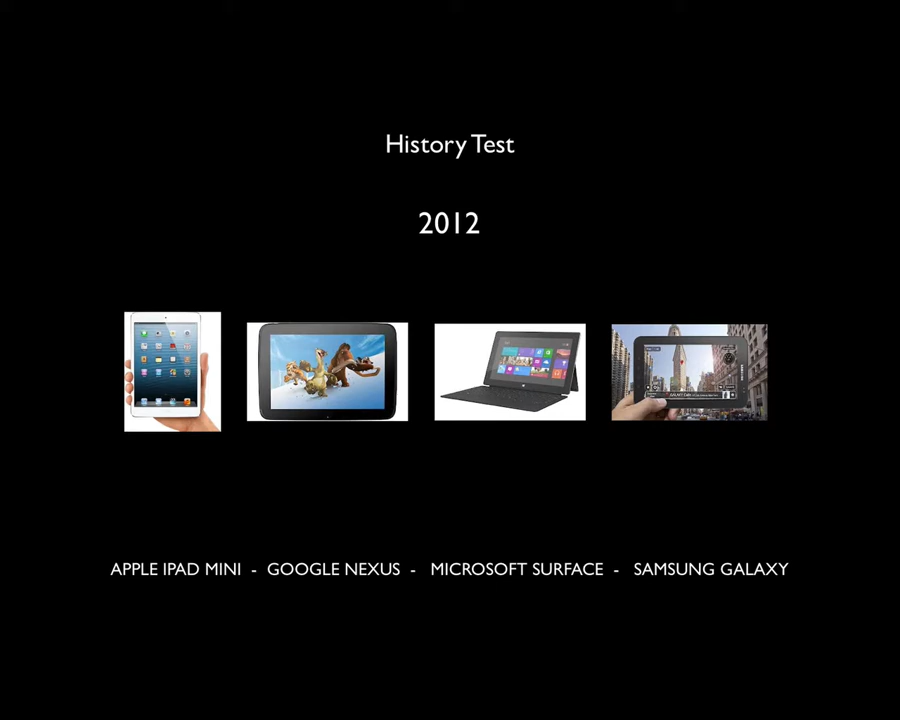 History Test
2012
APPLE IPAD MINI - GOOGLE NEXUS - MICROSOFT SURFACE - SAMSUNG GALAXY